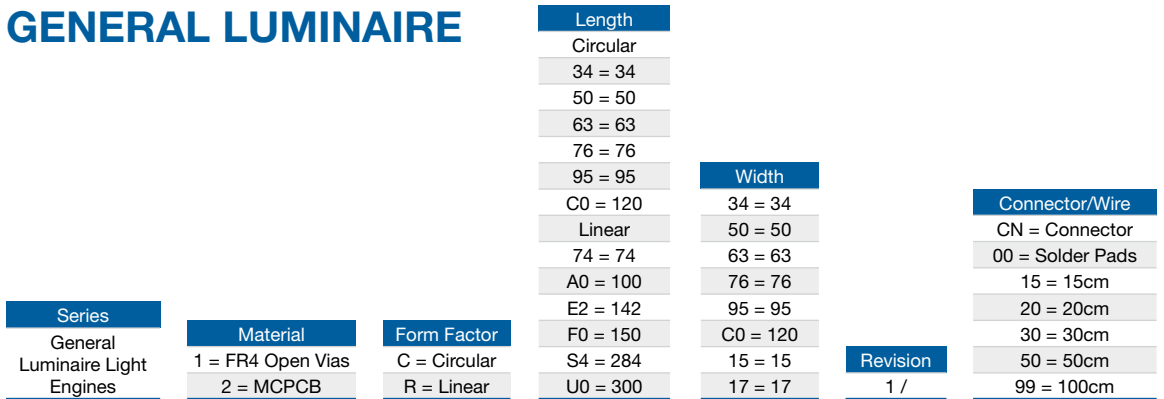 GENERAL LUMINAIRE
Length
Circular
34 = 34
50 = 50
63 = 63
76 = 76
95 = 95
C0 = 120
Linear
74 = 74
A0 = 100
E2 = 142
F0 = 150
S4 = 284
U0 = 300
Width
34 = 34
50 = 50
63 = 63
76 = 76
95 = 95
C0 = 120
15 = 15
17 = 17
Connector/Wire
CN = Connector
00 = Solder Pads
15 = 15cm
20 = 20cm
30 = 30cm
50 = 50cm
99 = 100cm
Series
General
Luminaire Light
Engines
Material
1 = FR4 Open Vias
2 = MCPCB
Form Factor
C = Circular
R = Linear
Revision
1 /